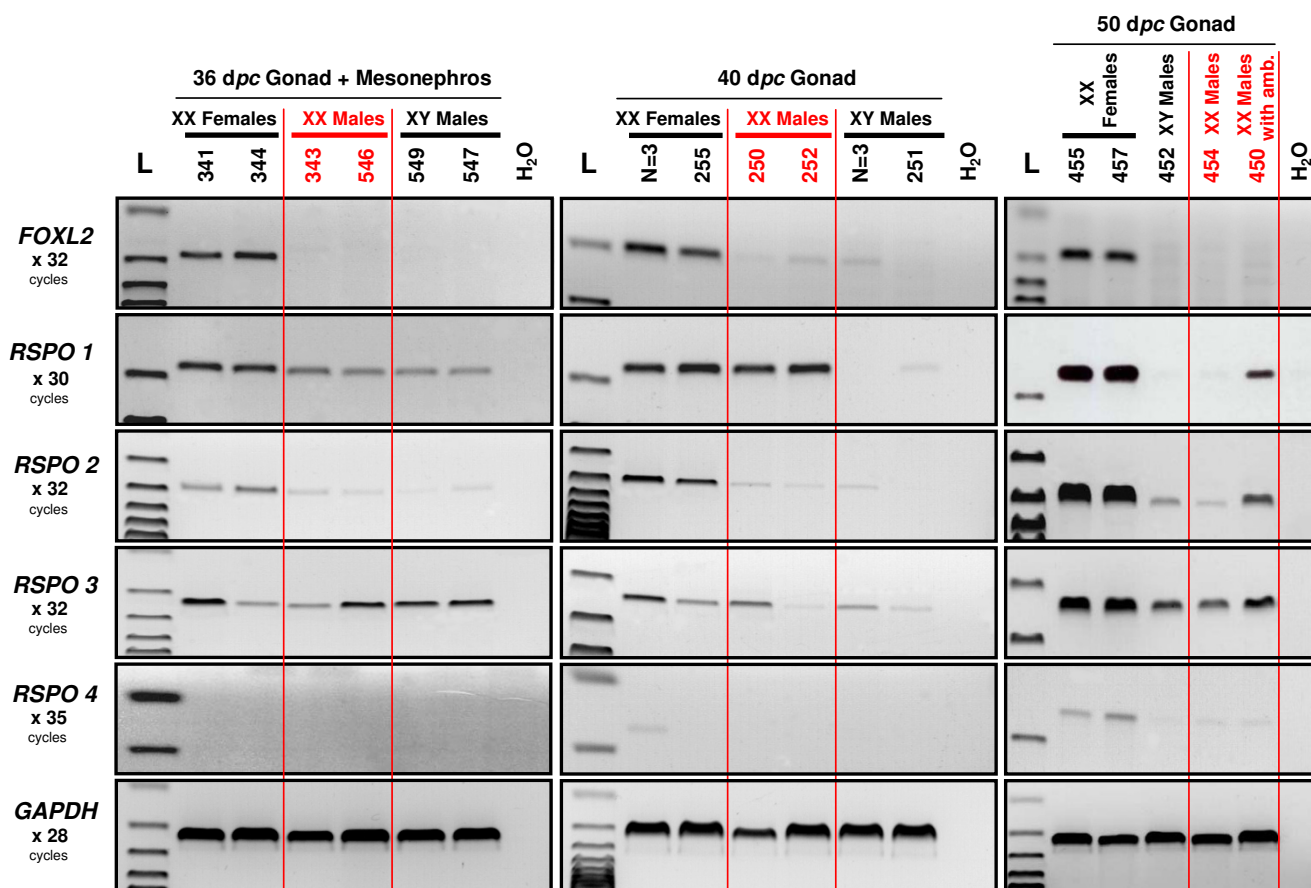 50 dpc Gonad
36 dpc Gonad + Mesonephros
40 dpc Gonad
XX Females
XX Males
XY Males
XX Females
XX Males
XY Males
XX
Females
XY Males
XX Males
XX Males
with amb.
L 341 344 343 546 549 547 H2O
L N=3 255 250 252 N=3 251 H2O
L 455 457 452 454 450 H2O
FOXL2
x 32
cycles
RSPO 1
x 30
cycles
RSPO 2
x 32
cycles
RSPO 3
x 32
cycles
RSPO 4
x 35
cycles
GAPDH
x 28
cycles